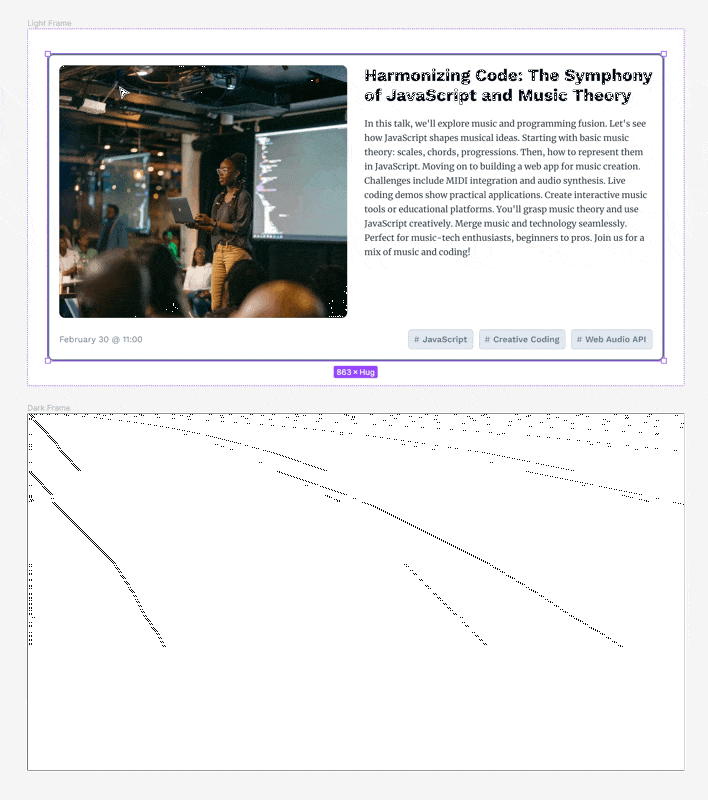 Light Frame
Harmonizing Code: The Symphony
of JavaScript and Music Theory
In this talk, we'll explore music and programming fusion. Let's see
how JavaScript shapes musical ideas. Starting with basic music
theory: scales, chords, progressions. Then, how to represent them
in JavaScript. Moving on to building a web app for music creation.
Challenges include MIDI integration and audio synthesis. Live
coding demos show practical applications. Create interactive music
tools or educational platforms. You'll grasp music theory and use
JavaScript creatively. Merge music and technology seamlessly.
Perfect for music-tech enthusiasts, beginners to pros. Join us for a
mix of music and coding!
February 30 @ 11:00
# JavaScript
# Creative Coding
# Web Audio API
863 × Hug
Dark Frame